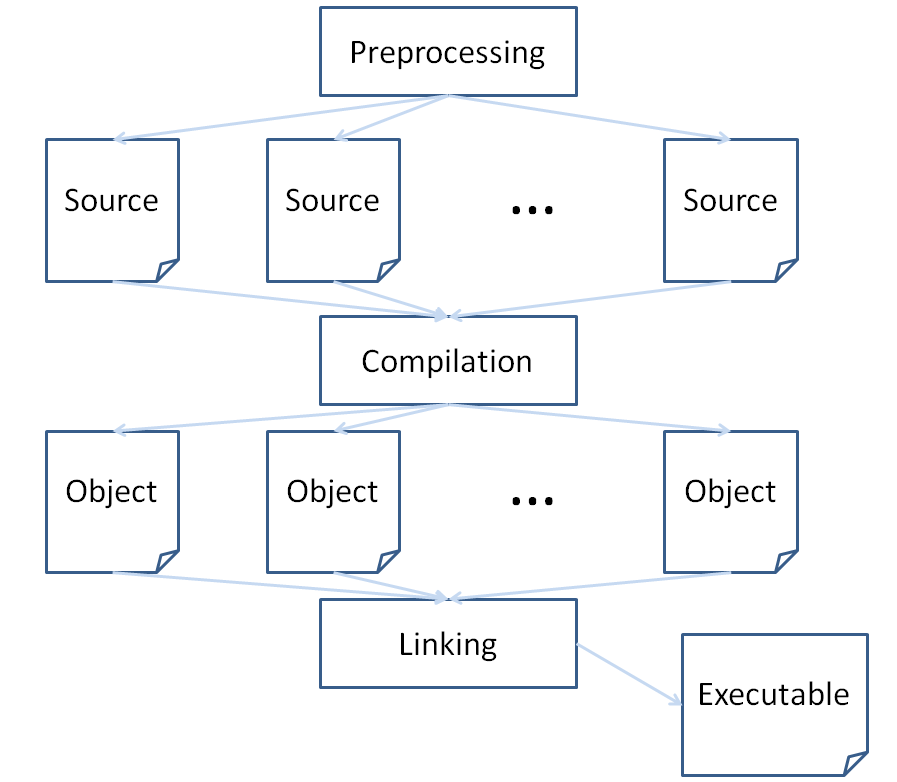 Preprocessing
Source
Source
...
Source
Compilation
Object
Object
...
Object
Linking
Executable